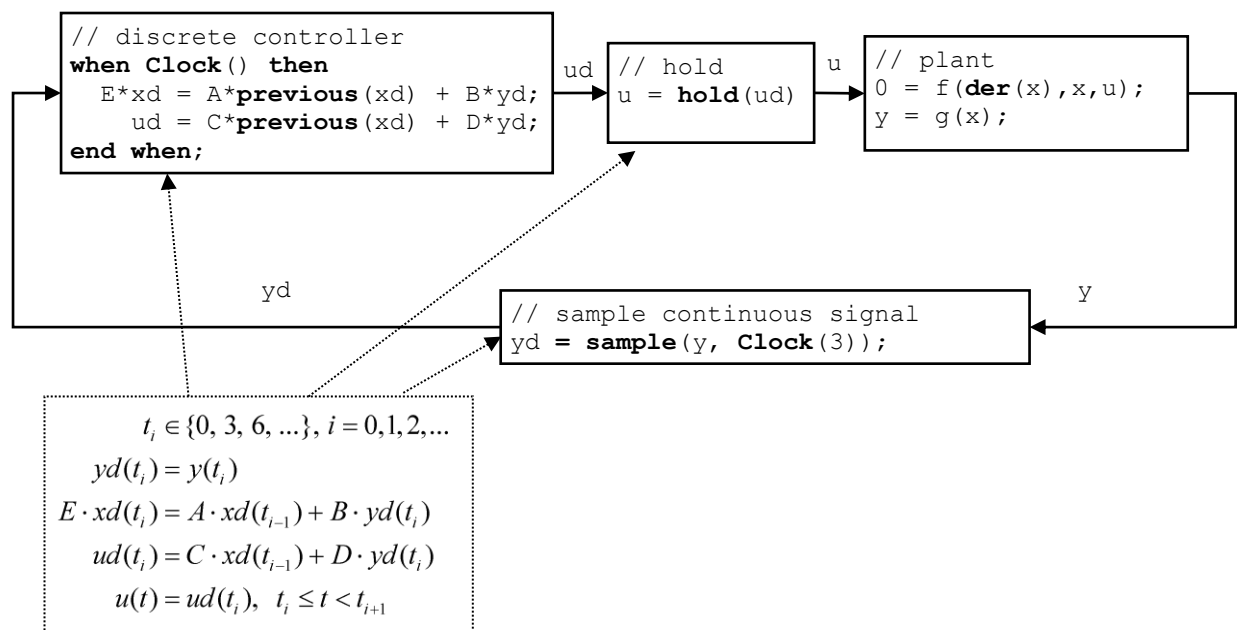 // discrete controller
when Clock() then
E*xd = A*previous(xd) + B*yd;
ud = C*previous(xd) + D*yd;
end when;
ud
// hold
u = hold(ud)
u
// plant
0 = f(der(x),x,u);
y = g(x);
yd
// sample continuous signal
yd = sample(y, Clock(3));
y
t_i ∈ {0, 3, 6, ...}, i = 0,1,2,...
yd(t_i) = y(t_i)
E · xd(t_i) = A · xd(t_{i−1}) + B · yd(t_i)
ud(t_i) = C · xd(t_{i−1}) + D · yd(t_i)
u(t) = ud(t_i), t_i ≤ t < t_{i+1}